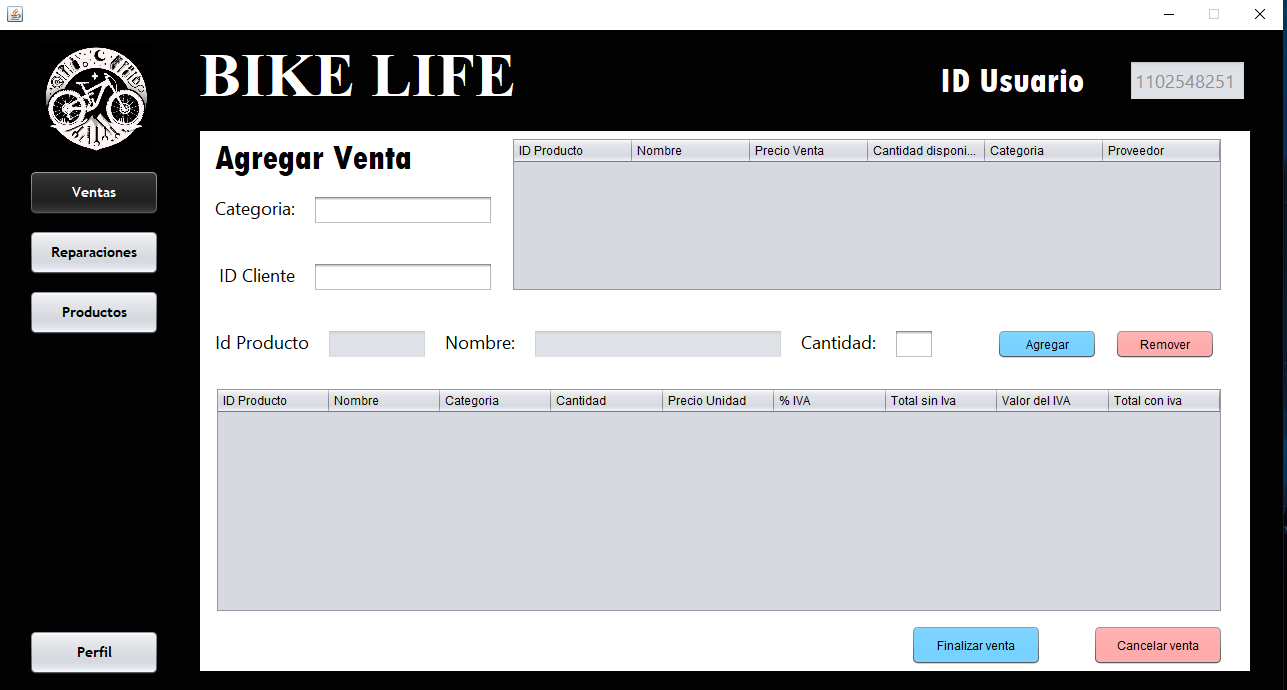 BIKE LIFE
ID Usuario 1102548251
Ventas
Reparaciones
Productos
Perfil
Agregar Venta
Categoria:
ID Cliente
ID Producto Nombre Precio Venta Cantidad disponi... Categoria Proveedor
Id Producto Nombre: Cantidad: Agregar Remover
ID Producto Nombre Categoria Cantidad Precio Unidad % IVA Total sin Iva Valor del IVA Total con iva
Finalizar venta Cancelar venta